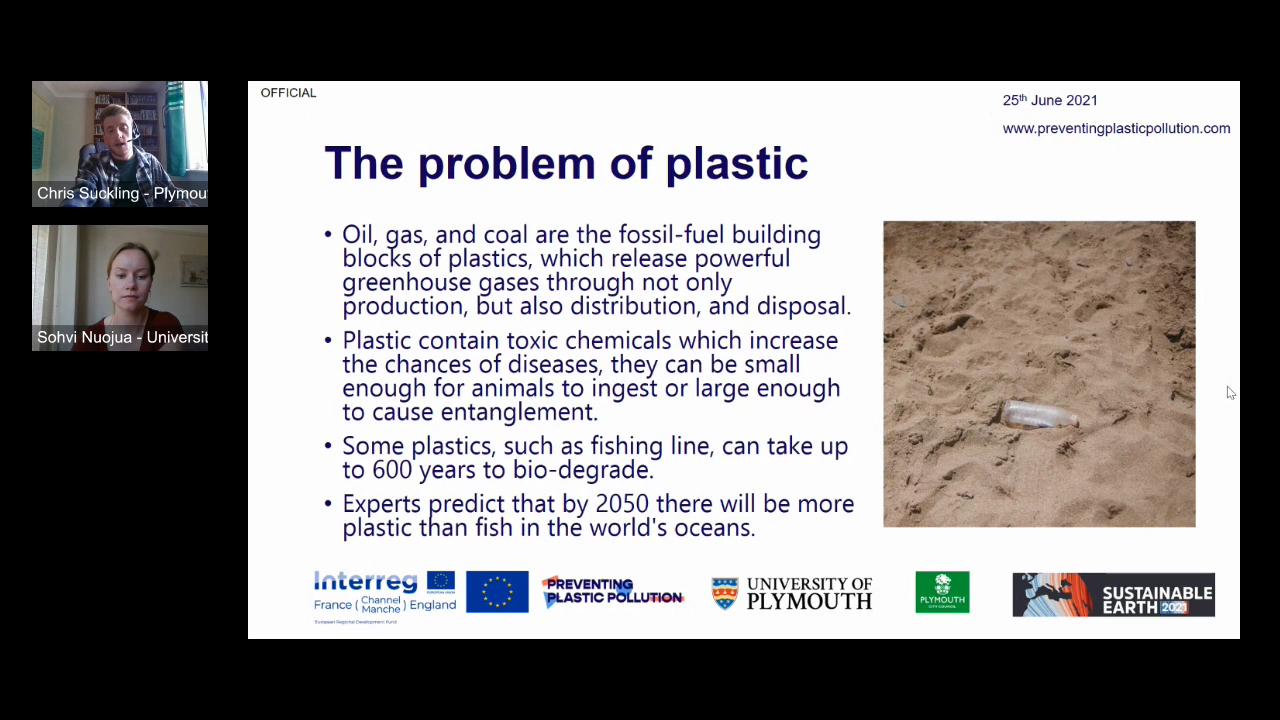 OFFICIAL
25th June 2021
www.preventingplasticpollution.com
The problem of plastic
Chris Suckling - Plymou
Sohvi Nuojua - Universit
• Oil, gas, and coal are the fossil-fuel building
blocks of plastics, which release powerful
greenhouse gases through not only
production, but also distribution, and disposal.
• Plastic contain toxic chemicals which increase
the chances of diseases, they can be small
enough for animals to ingest or large enough
to cause entanglement.
• Some plastics, such as fishing line, can take up
to 600 years to bio-degrade.
• Experts predict that by 2050 there will be more
plastic than fish in the world's oceans.
Interreg
EUROPEAN UNION
France ( Channel Manche ) England
European Regional Development Fund
PREVENTING
PLASTIC POLLUTION
UNIVERSITY OF
PLYMOUTH
PLYMOUTH
CITY COUNCIL
SUSTAINABLE
EARTH 2021